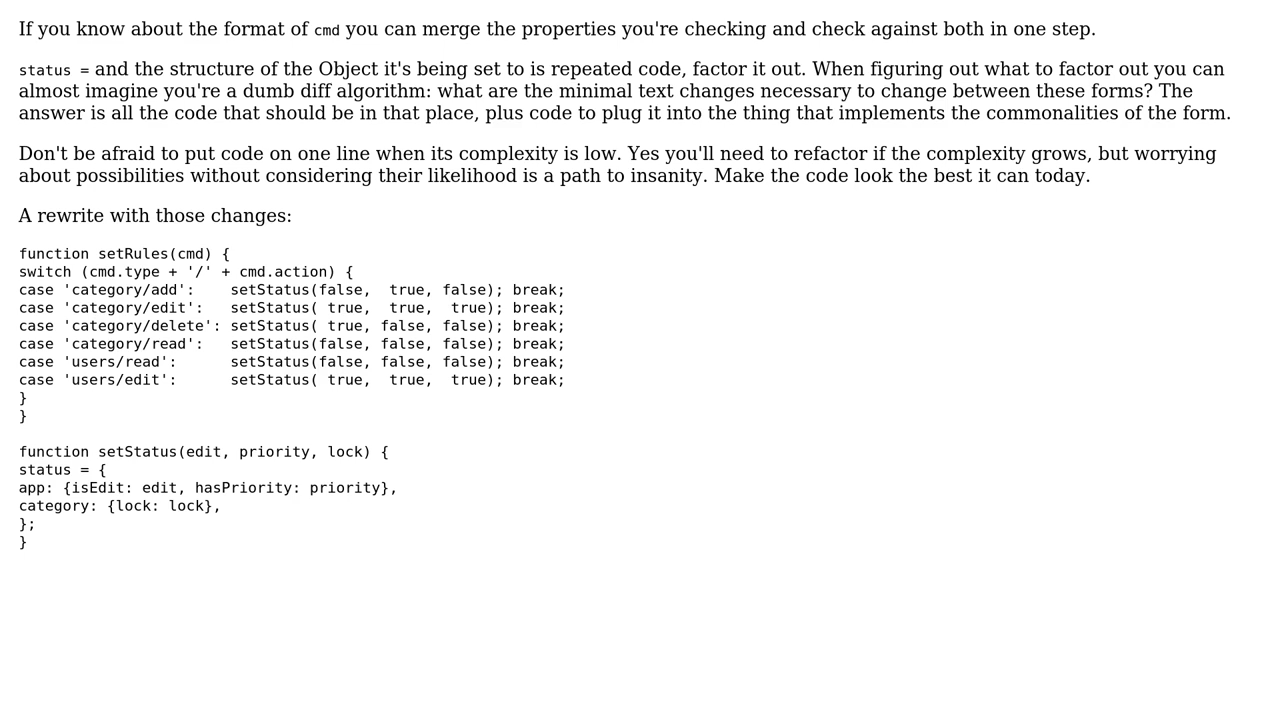 If you know about the format of cmd you can merge the properties you're checking and check against both in one step.
status = and the structure of the Object it's being set to is repeated code, factor it out. When figuring out what to factor out you can
almost imagine you're a dumb diff algorithm: what are the minimal text changes necessary to change between these forms? The
answer is all the code that should be in that place, plus code to plug it into the thing that implements the commonalities of the form.
Don't be afraid to put code on one line when its complexity is low. Yes you'll need to refactor if the complexity grows, but worrying
about possibilities without considering their likelihood is a path to insanity. Make the code look the best it can today.
A rewrite with those changes:
function setRules(cmd) {
switch (cmd.type + '/' + cmd.action) {
case 'category/add':    setStatus(false,  true, false); break;
case 'category/edit':   setStatus( true,  true,  true); break;
case 'category/delete': setStatus( true, false, false); break;
case 'category/read':   setStatus(false, false, false); break;
case 'users/read':      setStatus(false, false, false); break;
case 'users/edit':      setStatus( true,  true,  true); break;
}
}
function setStatus(edit, priority, lock) {
status = {
app: {isEdit: edit, hasPriority: priority},
category: {lock: lock},
};
}